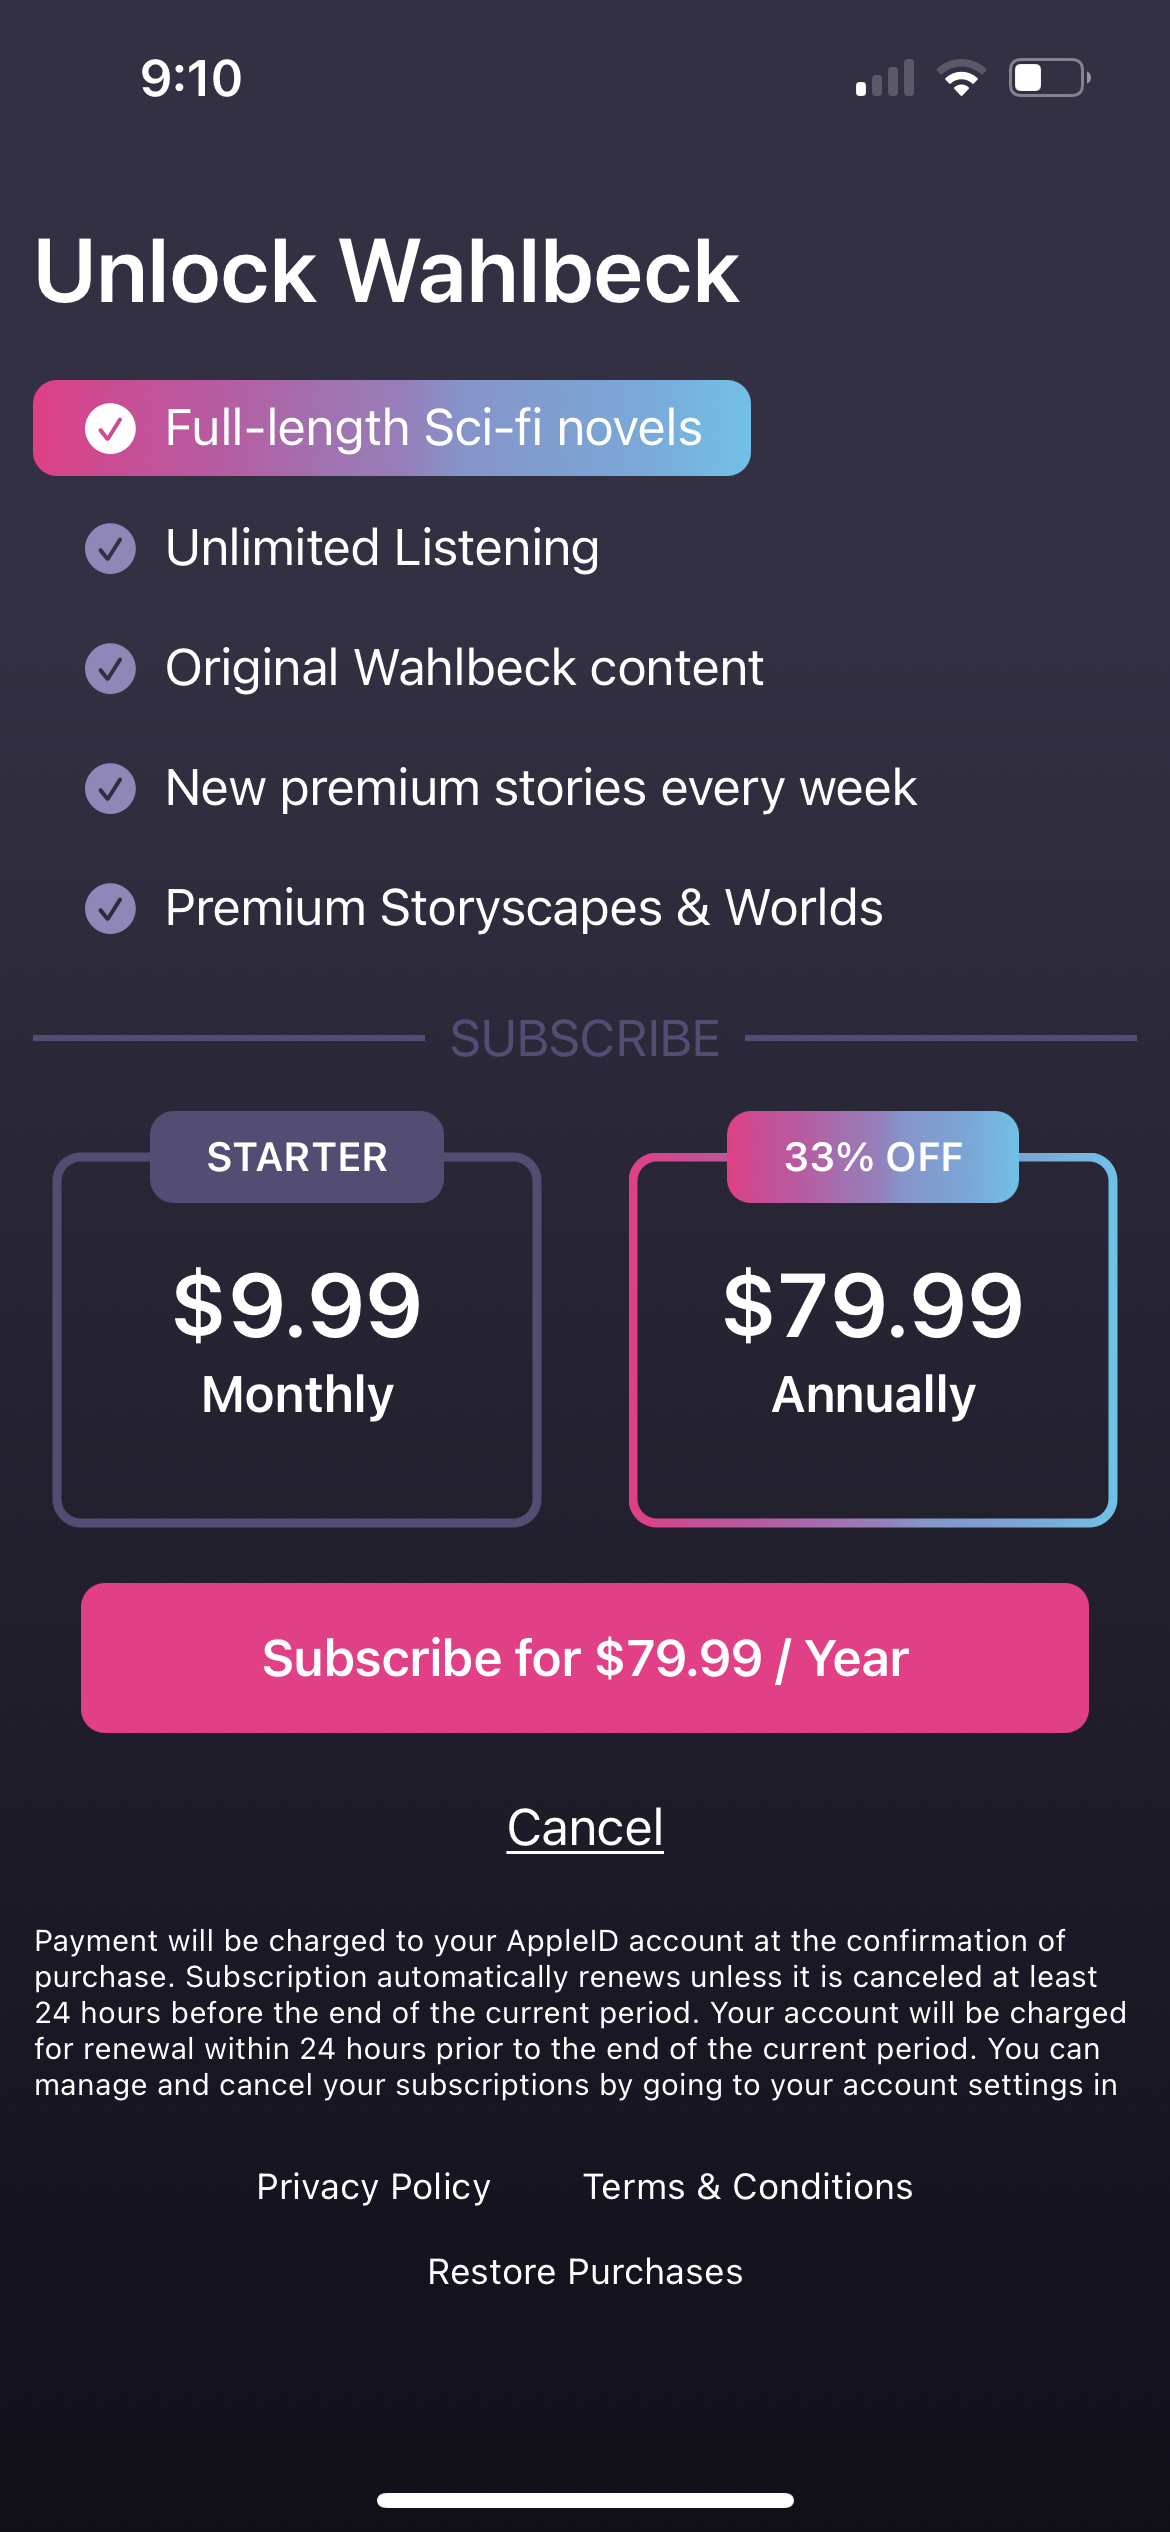 9:10
Unlock Wahlbeck
Full-length Sci-fi novels
Unlimited Listening
Original Wahlbeck content
New premium stories every week
Premium Storyscapes & Worlds
SUBSCRIBE
STARTER
$9.99
Monthly
33% OFF
$79.99
Annually
Subscribe for $79.99 / Year
Cancel
Payment will be charged to your AppleID account at the confirmation of
purchase. Subscription automatically renews unless it is canceled at least
24 hours before the end of the current period. Your account will be charged
for renewal within 24 hours prior to the end of the current period. You can
manage and cancel your subscriptions by going to your account settings in
Privacy Policy Terms & Conditions
Restore Purchases